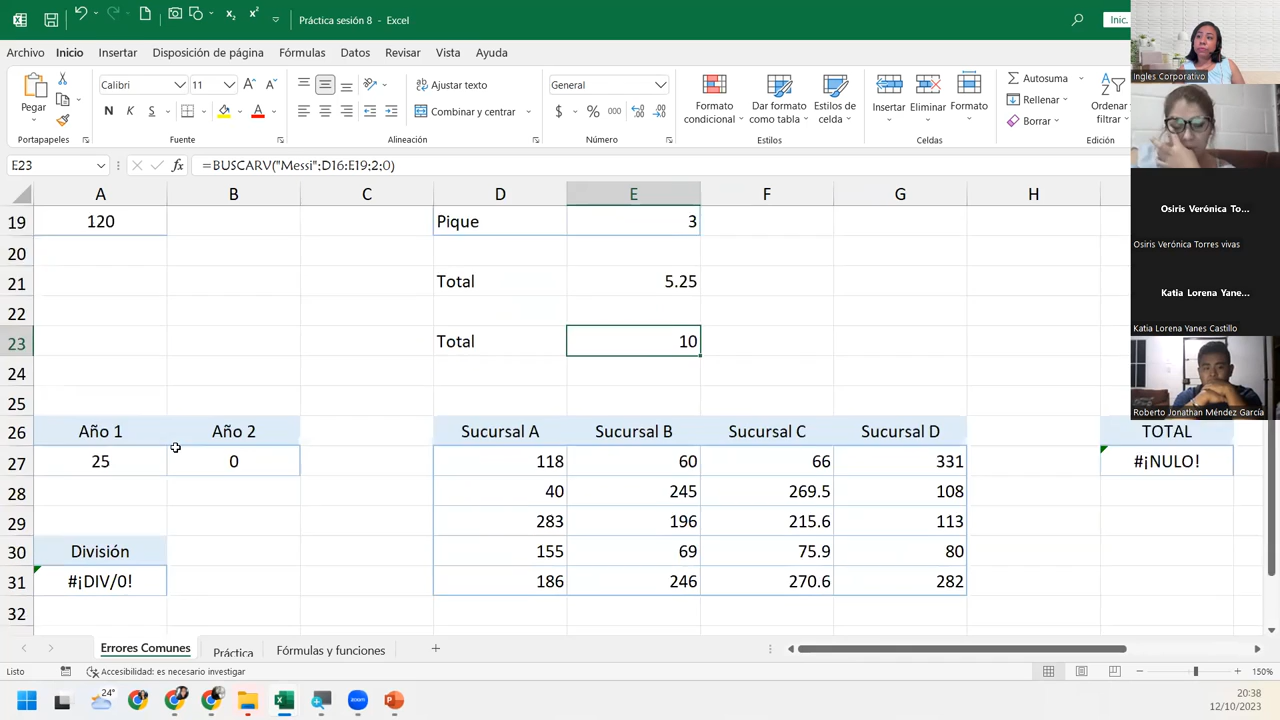 Práctica sesión 8 - Excel
Inic.
Archivo Inicio Insertar Disposición de página Fórmulas Datos Revisar Vista Ayuda
Pegar
Calibri 11
N K S
Ajustar texto
Combinar y centrar
General
$ % 000
Formato condicional
Dar formato como tabla
Estilos de celda
Insertar Eliminar Formato
Autosuma
Rellenar
Borrar
Ordenar filtrar
Portapapeles Fuente Alineación Número Estilos Celdas Edición
E23 fx =BUSCARV("Messi";D16:E19;2;0)
A B C D E F G H
19 120 Pique 3
20
21 Total 5.25
22
23 Total 10
24
25
26 Año 1 Año 2 Sucursal A Sucursal B Sucursal C Sucursal D TOTAL
27 25 0 118 60 66 331 #¡NULO!
28 40 245 269.5 108
29 283 196 215.6 113
30 División 155 69 75.9 80
31 #¡DIV/0! 186 246 270.6 282
32
Errores Comunes Práctica Fórmulas y funciones
Listo Accesibilidad: es necesario investigar 150%
24°
zoom
20:38
12/10/2023
Ingles Corporativo
Osiris Verónica To...
Osiris Verónica Torres vivas
Katia Lorena Yane...
Katia Lorena Yanes Castillo
Roberto Jonathan Méndez García